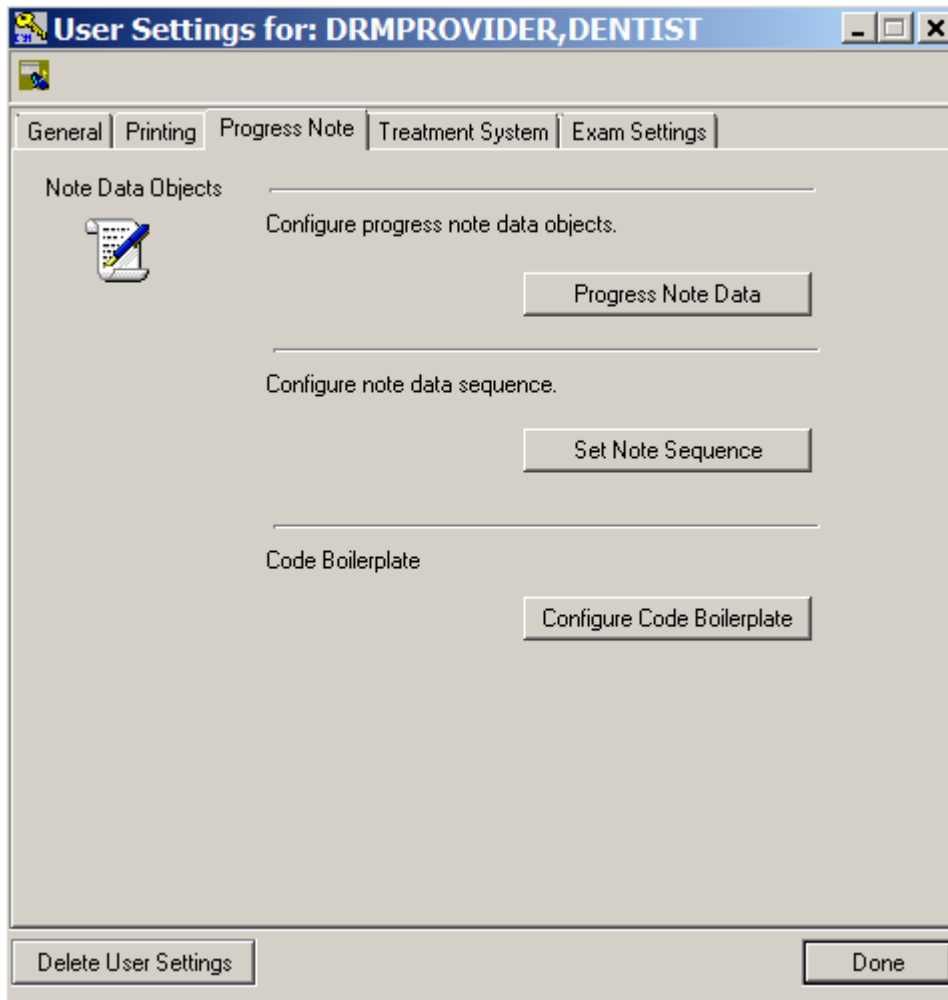 User Settings for: DRMPROVIDER,DENTIST
General Printing Progress Note Treatment System Exam Settings
Note Data Objects
Configure progress note data objects.
Progress Note Data
Configure note data sequence.
Set Note Sequence
Code Boilerplate
Configure Code Boilerplate
Delete User Settings Done